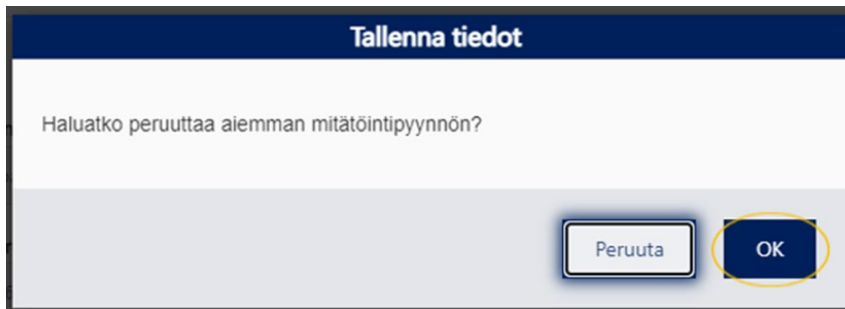 Tallenna tiedot
Haluatko peruuttaa aiemman mitätöintipyynnön?
Peruuta OK